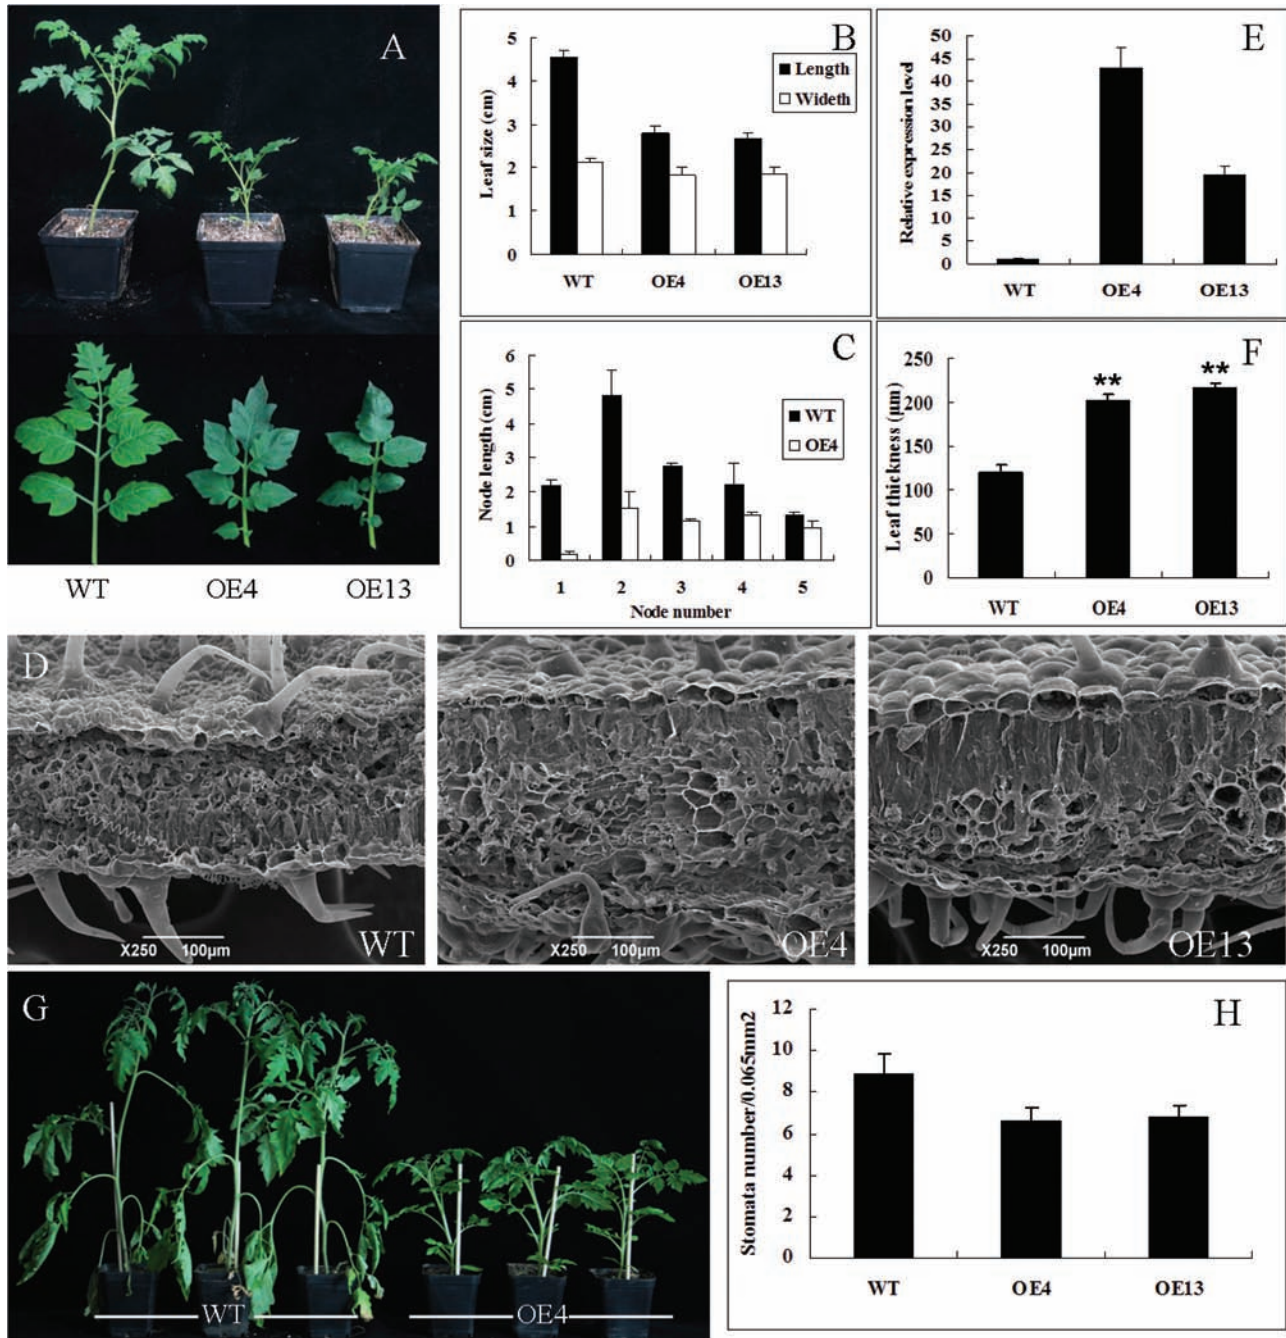 A
WT OE4 OE13
B
Leaf size (cm)
5
4
3
2
1
0
Length
Wideth
WT OE4 OE13
C
Node length (cm)
6
5
4
3
2
1
0
WT
OE4
1 2 3 4 5
Node number
E
Relative expression level
50
45
40
35
30
25
20
15
10
5
0
WT OE4 OE13
F
Leaf thickness (μm)
250
200
150
100
50
0
** **
WT OE4 OE13
D
X250 100μm
WT
X250 100μm
OE4
X250 100μm
OE13
G
WT OE4
H
Stomata number/0.065mm2
12
10
8
6
4
2
0
WT OE4 OE13